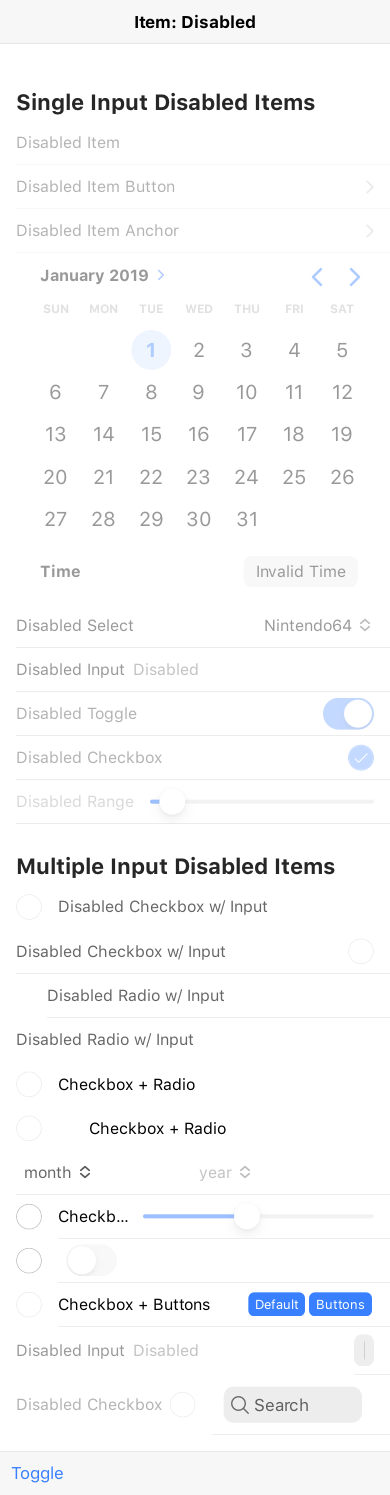 Item: Disabled
Single Input Disabled Items
Disabled Item
Disabled Item Button
Disabled Item Anchor
January 2019
SUN MON TUE WED THU FRI SAT
1 2 3 4 5
6 7 8 9 10 11 12
13 14 15 16 17 18 19
20 21 22 23 24 25 26
27 28 29 30 31
Time Invalid Time
Disabled Select Nintendo64
Disabled Input Disabled
Disabled Toggle
Disabled Checkbox
Disabled Range
Multiple Input Disabled Items
Disabled Checkbox w/ Input
Disabled Checkbox w/ Input
Disabled Radio w/ Input
Disabled Radio w/ Input
Checkbox + Radio
Checkbox + Radio
month year
Checkb...
Checkbox + Buttons Default Buttons
Disabled Input Disabled
Disabled Checkbox Search
Toggle